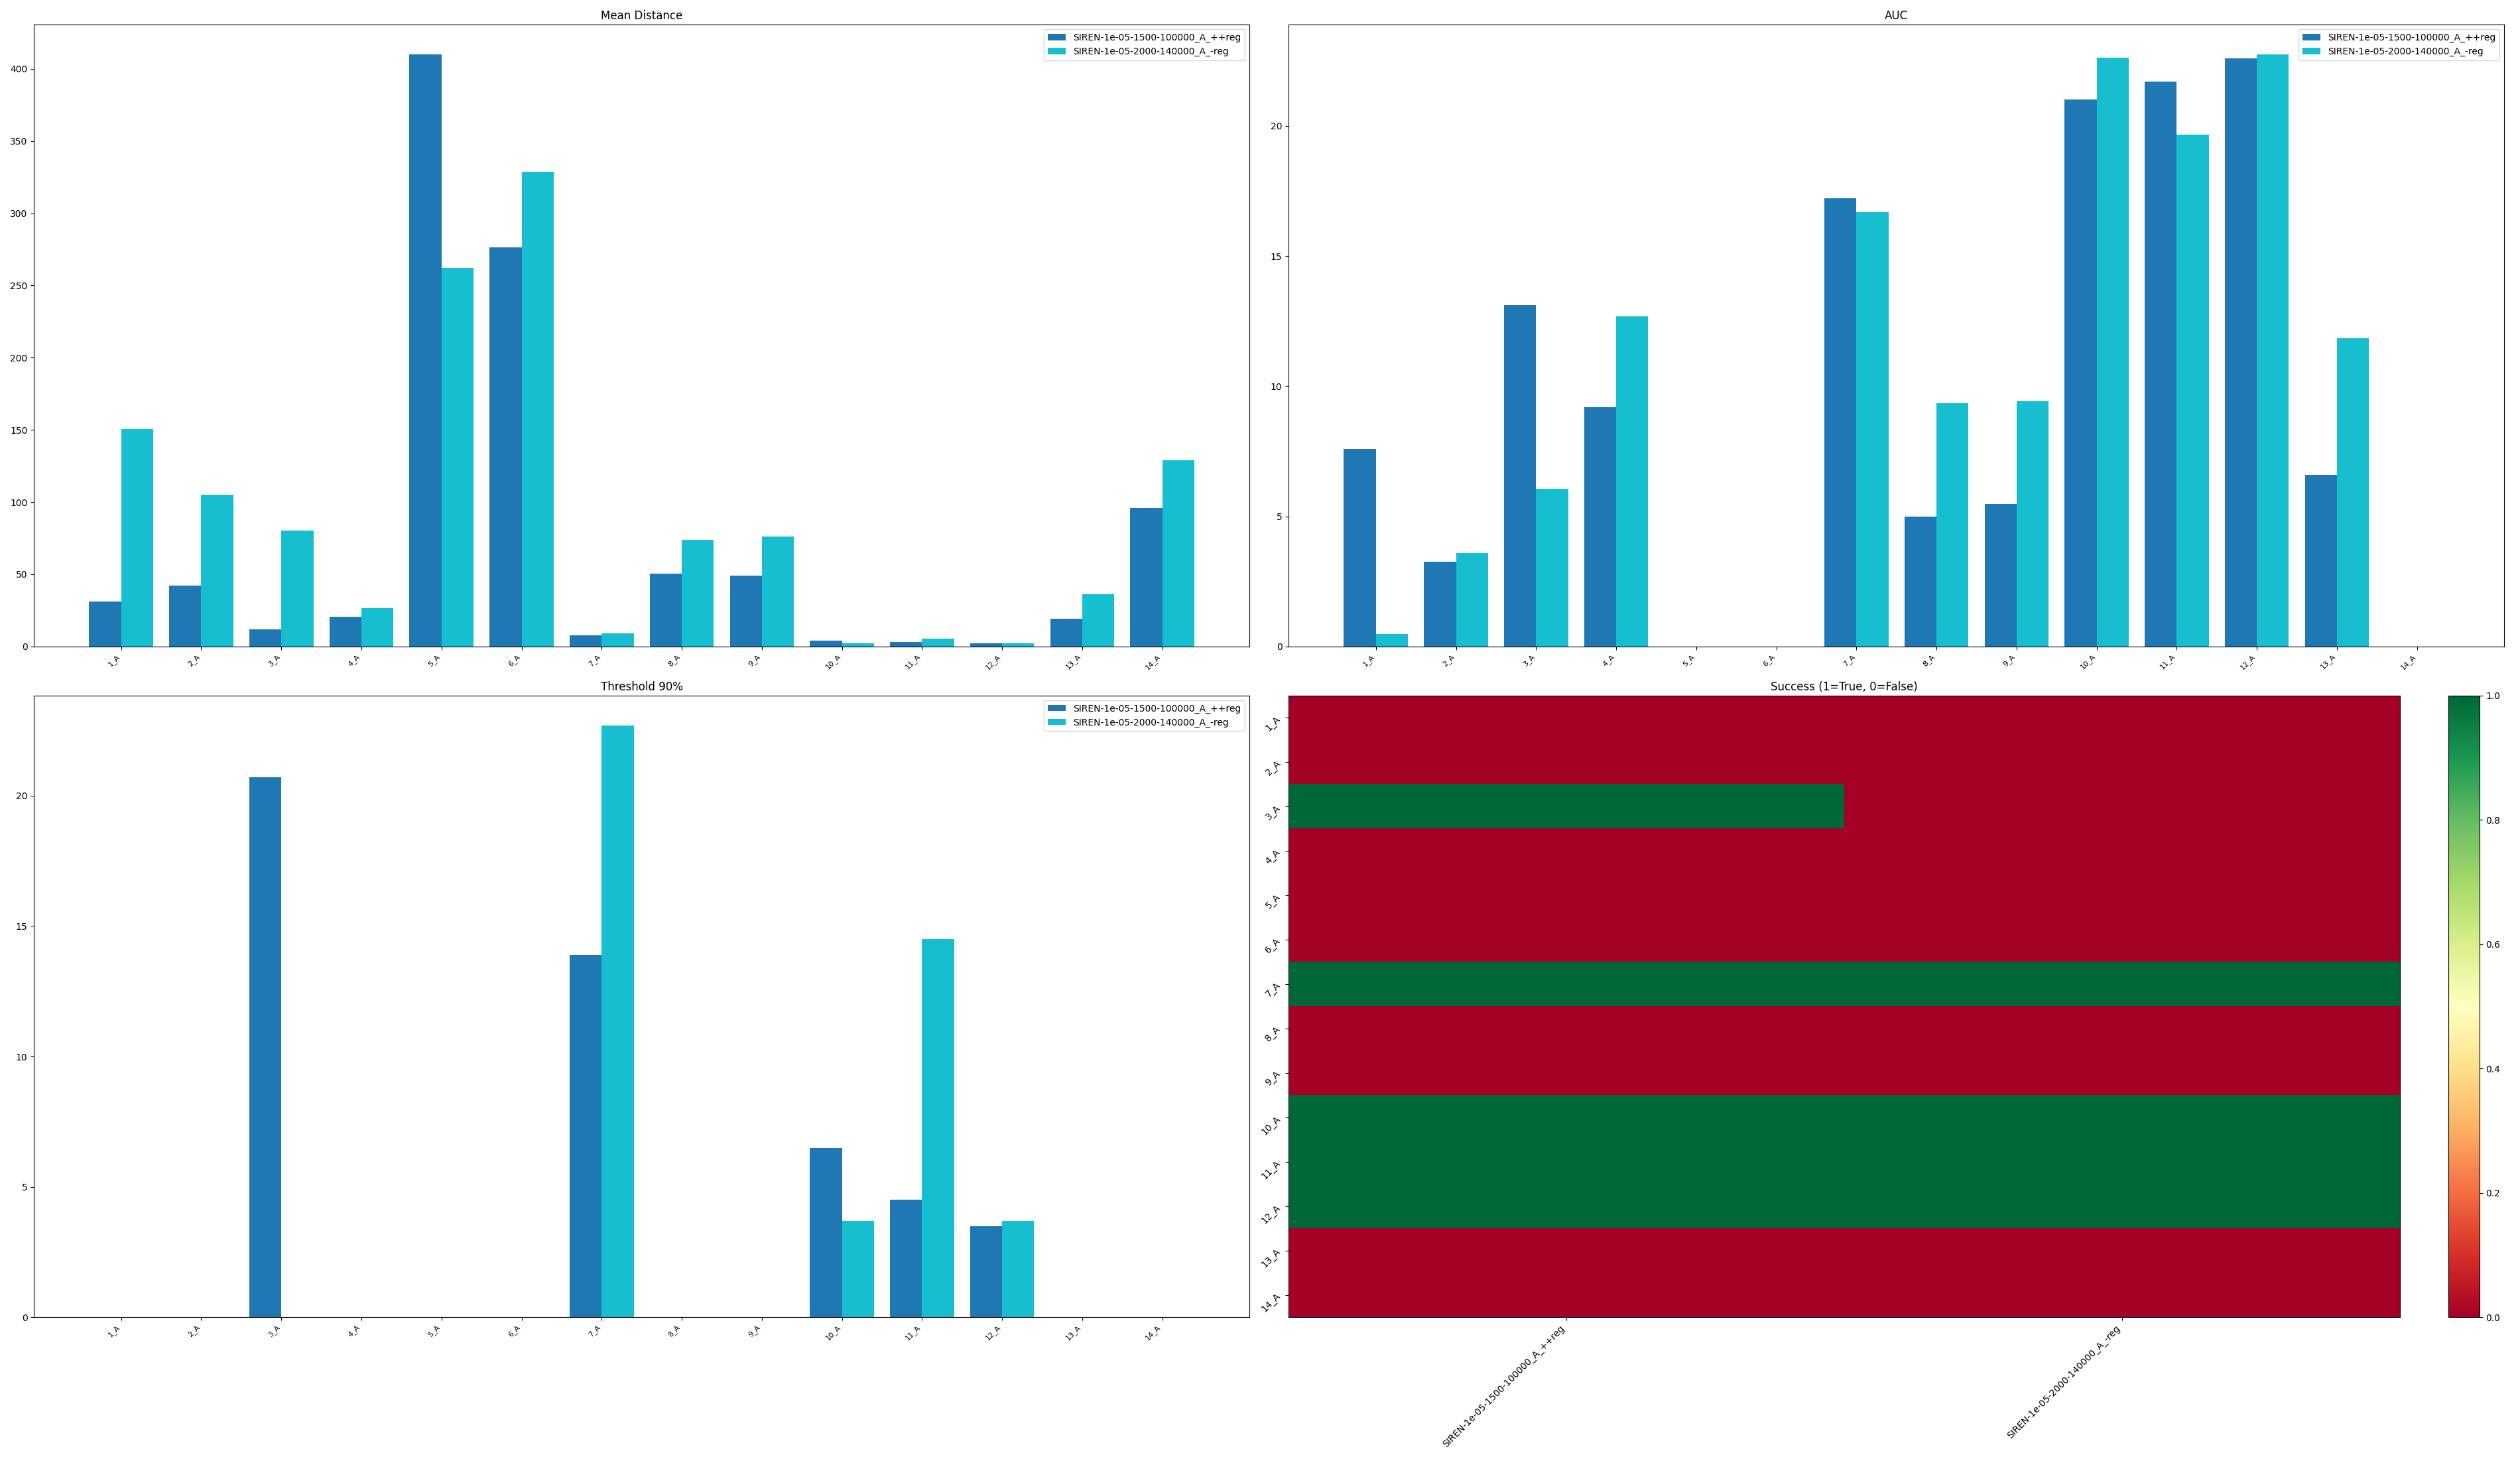 Mean Distance
SIREN-1e-05-1500-100000_A_++reg
SIREN-1e-05-2000-140000_A_-reg
400
350
300
250
200
150
100
50
0
1_A 2_A 3_A 4_A 5_A 6_A 7_A 8_A 9_A 10_A 11_A 12_A 13_A 14_A
AUC
SIREN-1e-05-1500-100000_A_++reg
SIREN-1e-05-2000-140000_A_-reg
20
15
10
5
0
1_A 2_A 3_A 4_A 5_A 6_A 7_A 8_A 9_A 10_A 11_A 12_A 13_A 14_A
Threshold 90%
SIREN-1e-05-1500-100000_A_++reg
SIREN-1e-05-2000-140000_A_-reg
20
15
10
5
0
1_A 2_A 3_A 4_A 5_A 6_A 7_A 8_A 9_A 10_A 11_A 12_A 13_A 14_A
Success (1=True, 0=False)
1_A
2_A
3_A
4_A
5_A
6_A
7_A
8_A
9_A
10_A
11_A
12_A
13_A
14_A
SIREN-1e-05-1500-100000_A_++reg
SIREN-1e-05-2000-140000_A_-reg
1.0
0.8
0.6
0.4
0.2
0.0